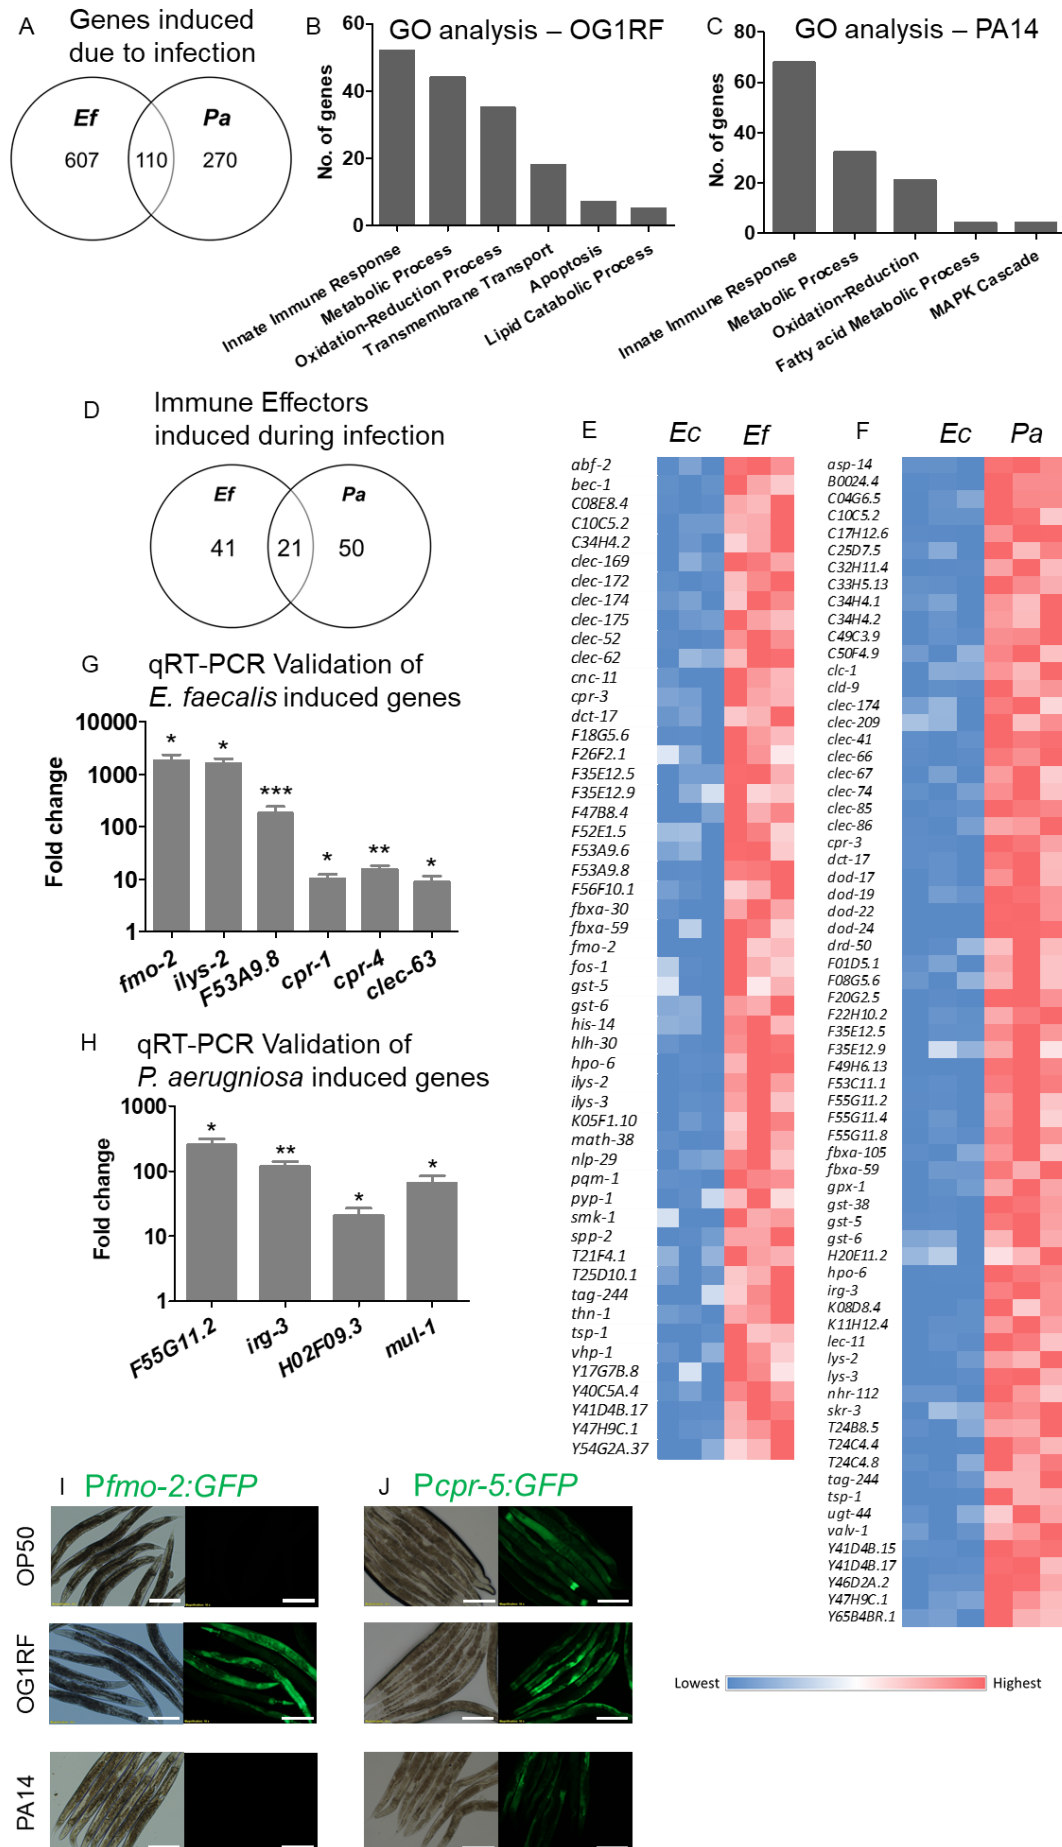 A
Genes induced
due to infection
Ef
Pa
607
110
270
B
GO analysis – OG1RF
No. of genes
60
40
20
0
Innate Immune Response
Metabolic Process
Oxidation-Reduction Process
Transmembrane Transport
Apoptosis
Lipid Catabolic Process
C
GO analysis – PA14
No. of genes
80
60
40
20
0
Innate Immune Response
Metabolic Process
Oxidation-Reduction
Fatty acid Metabolic Process
MAPK Cascade
D
Immune Effectors
induced during infection
Ef
Pa
41
21
50
E
Ec
Ef
abf-2
bec-1
C08E8.4
C10C5.2
C34H4.2
clec-169
clec-172
clec-174
clec-175
clec-52
clec-62
cnc-11
cpr-3
dct-17
F18G5.6
F26F2.1
F35E12.5
F35E12.9
F47B8.4
F52E1.5
F53A9.6
F53A9.8
F56F10.1
fbxa-30
fbxa-59
fmo-2
fos-1
gst-5
gst-6
his-14
hlh-30
hpo-6
ilys-2
ilys-3
K05F1.10
math-38
nlp-29
pqm-1
pyp-1
smk-1
spp-2
T21F4.1
T25D10.1
tag-244
thn-1
tsp-1
vhp-1
Y17G7B.8
Y40C5A.4
Y41D4B.17
Y47H9C.1
Y54G2A.37
F
Ec
Pa
asp-14
B0024.4
C04G6.5
C10C5.2
C17H12.6
C25D7.5
C32H11.4
C33H5.13
C34H4.1
C34H4.2
C49C3.9
C50F4.9
clc-1
cld-9
clec-174
clec-209
clec-41
clec-66
clec-67
clec-74
clec-85
clec-86
cpr-3
dct-17
dod-17
dod-19
dod-22
dod-24
drd-50
F01D5.1
F08G5.6
F20G2.5
F22H10.2
F35E12.5
F35E12.9
F49H6.13
F53C11.1
F55G11.2
F55G11.4
F55G11.8
fbxa-105
fbxa-59
gpx-1
gst-38
gst-5
gst-6
H20E11.2
hpo-6
irg-3
K08D8.4
K11H12.4
lec-11
lys-2
lys-3
nhr-112
skr-3
T24B8.5
T24C4.4
T24C4.8
tag-244
tsp-1
ugt-44
valv-1
Y41D4B.15
Y41D4B.17
Y46D2A.2
Y47H9C.1
Y65B4BR.1
Lowest
Highest
G
qRT-PCR Validation of
E. faecalis induced genes
Fold change
10000
1000
100
10
1
* * *** * ** *
fmo-2
ilys-2
F53A9.8
cpr-1
cpr-4
clec-63
H
qRT-PCR Validation of
P. aerugniosa induced genes
Fold change
1000
100
10
1
* ** * *
F55G11.2
irg-3
H02F09.3
mul-1
I
Pfmo-2:GFP
J
Pcpr-5:GFP
OP50
OG1RF
PA14